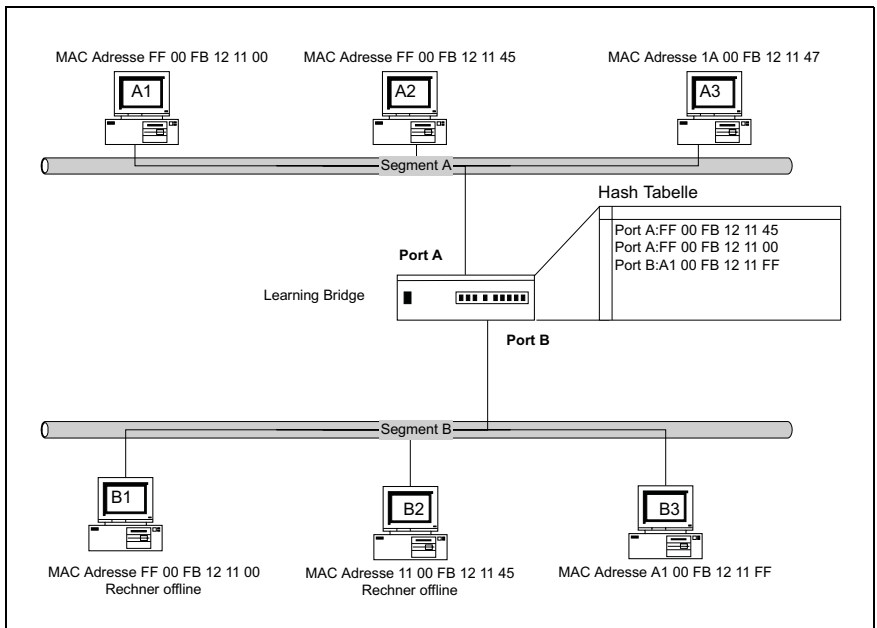 MAC Adresse FF 00 FB 12 11 00
MAC Adresse FF 00 FB 12 11 45
MAC Adresse 1A 00 FB 12 11 47
A1
A2
A3
Segment A
Hash Tabelle
Port A:FF 00 FB 12 11 45
Port A:FF 00 FB 12 11 00
Port B:A1 00 FB 12 11 FF
Port A
Learning Bridge
Port B
Segment B
B1
B2
B3
MAC Adresse FF 00 FB 12 11 00
Rechner offline
MAC Adresse 11 00 FB 12 11 45
Rechner offline
MAC Adresse A1 00 FB 12 11 FF